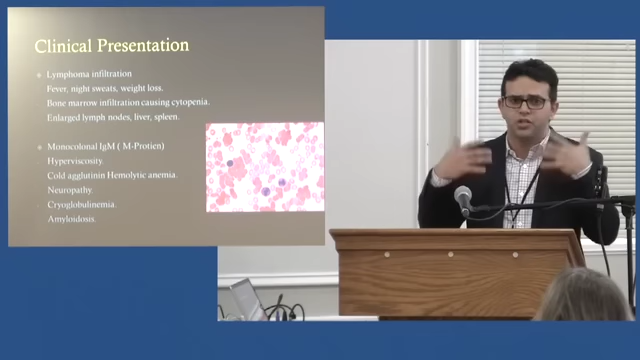 Clinical Presentation
Lymphoma infiltration
Fever, night sweats, weight loss.
Bone marrow infiltration causing cytopenia.
Enlarged lymph nodes, liver, spleen.
Monocolonal IgM ( M-Protien)
Hyperviscosity.
Cold agglutinin Hemolytic anemia.
Neuropathy.
Cryoglobulinemia.
Amyloidosis.